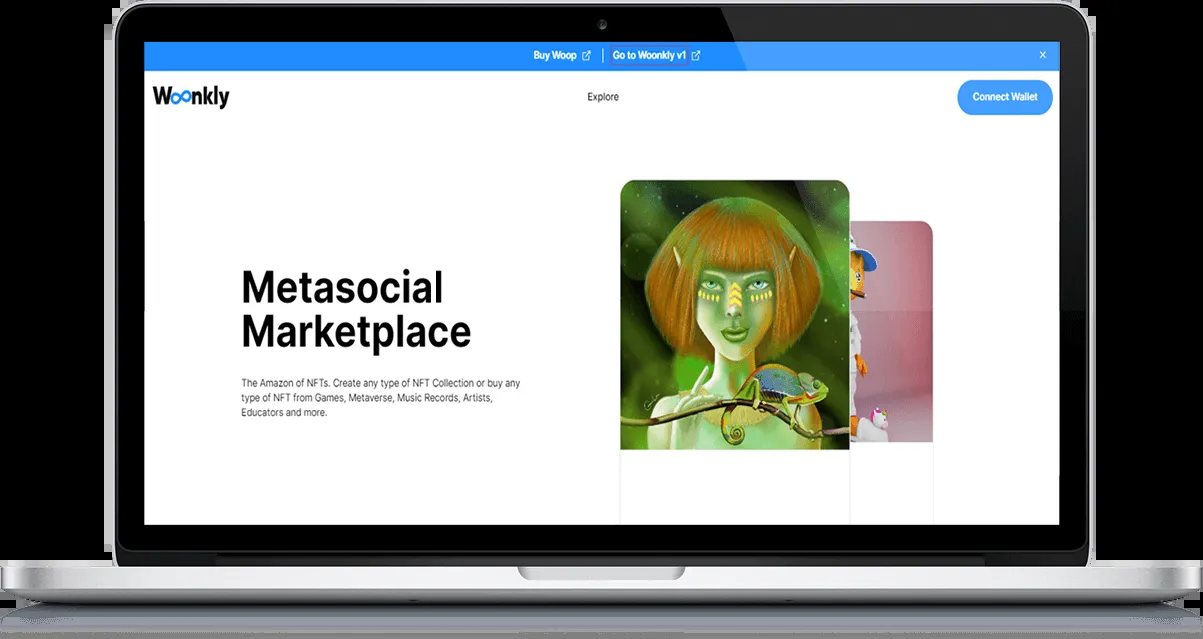 Buy Woop
Go to Woonkly v1
Woonkly
Explore
Connect Wallet
Metasocial
Marketplace
The Amazon of NFTs. Create any type of NFT Collection or buy any
type of NFT from Games, Metaverse, Music Records, Artists,
Educators and more.